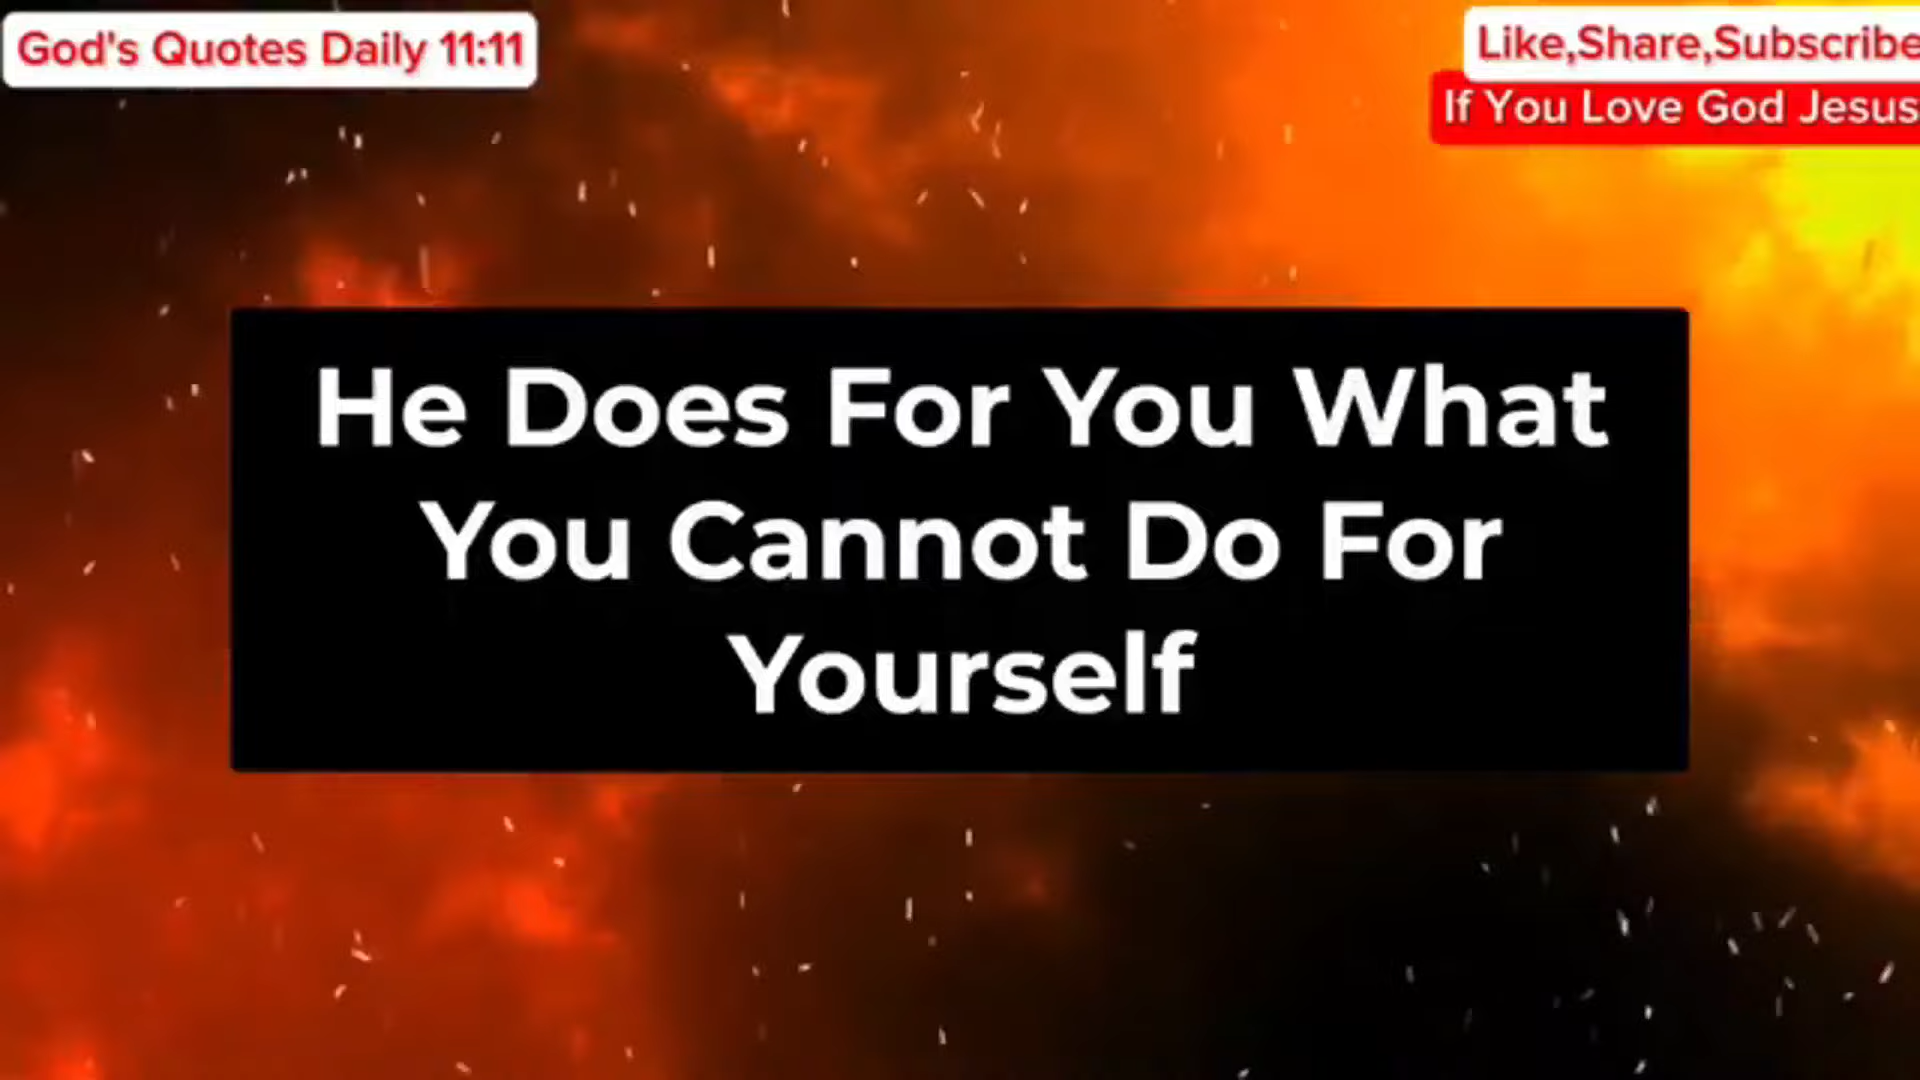 God's Quotes Daily 11:11
Like,Share,Subscribe
If You Love God Jesus
He Does For You What
You Cannot Do For
Yourself